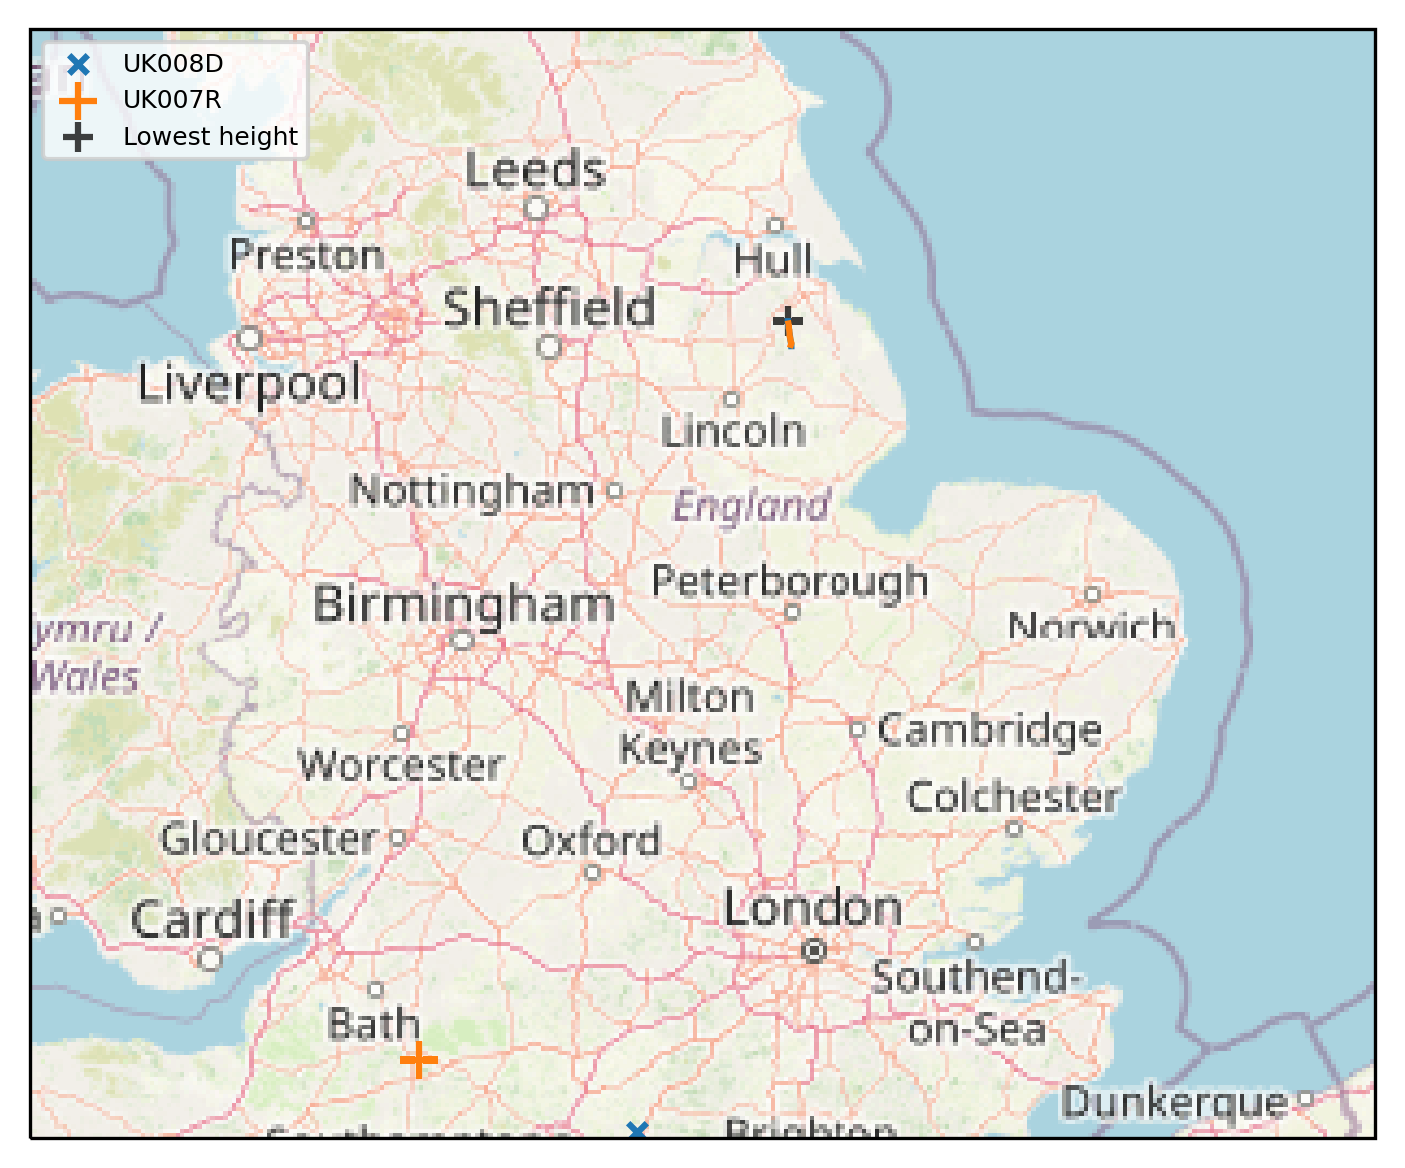 UK008D
UK007R
Lowest height
Leeds
Preston
Hull
Sheffield
Liverpool
Lincoln
Nottingham
England
Peterborough
Birmingham
Norwich
ymru /
Wales
Milton
Keynes
Cambridge
Worcester
Colchester
Gloucester
Oxford
London
Cardiff
Southend-
on-Sea
Bath
Dunkerque
Brighton